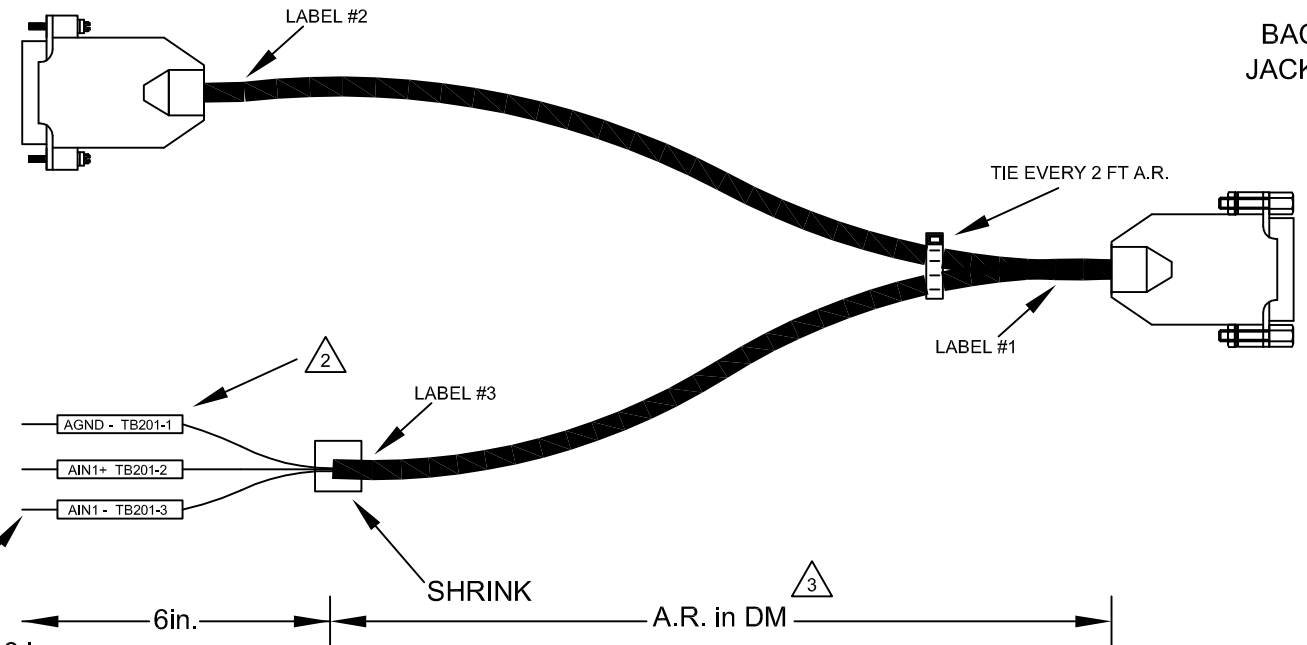 LABEL #2
BAC
JACK
TIE EVERY 2 FT A.R.
LABEL #1
2
LABEL #3
AGND - TB201-1
AIN1+ TB201-2
AIN1 - TB201-3
SHRINK
3
6in.
A.R. in DM